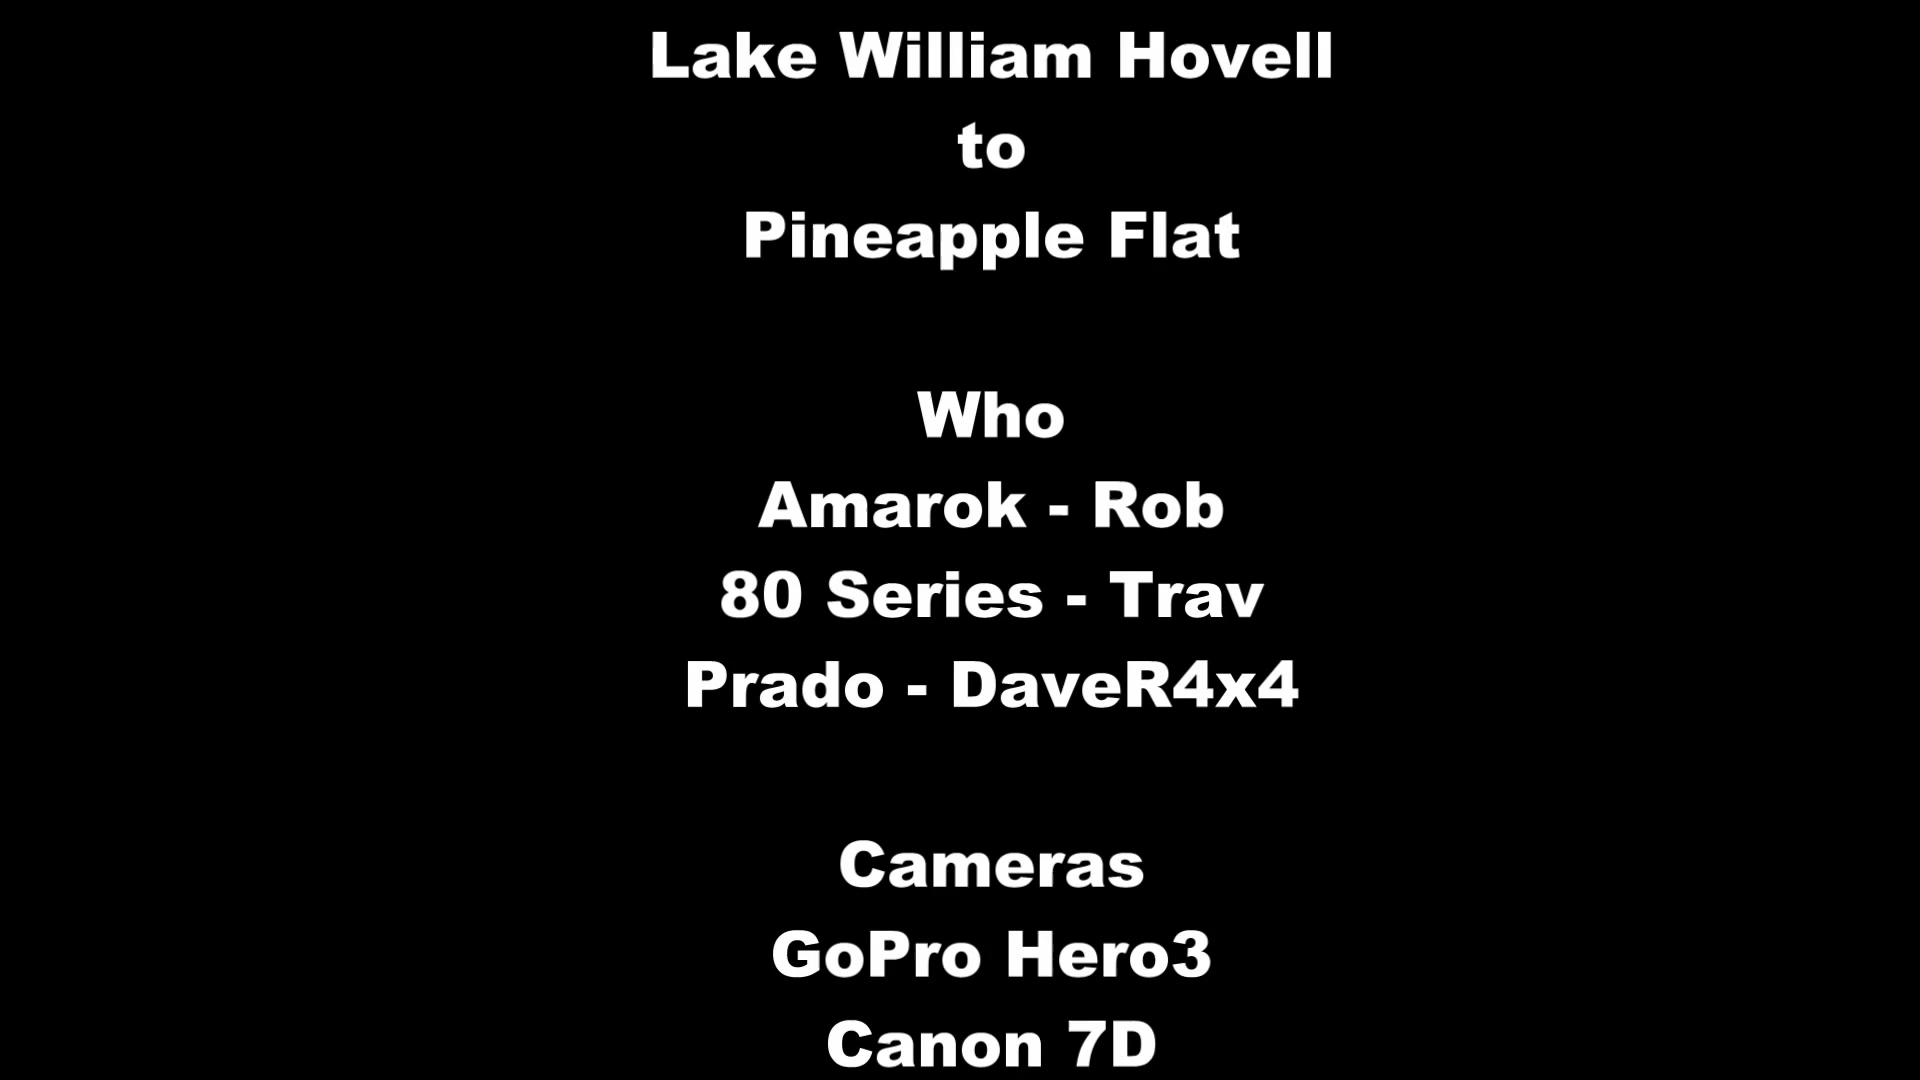 Lake William Hovell
to
Pineapple Flat
Who
Amarok - Rob
80 Series - Trav
Prado - DaveR4x4
Cameras
GoPro Hero3
Canon 7D